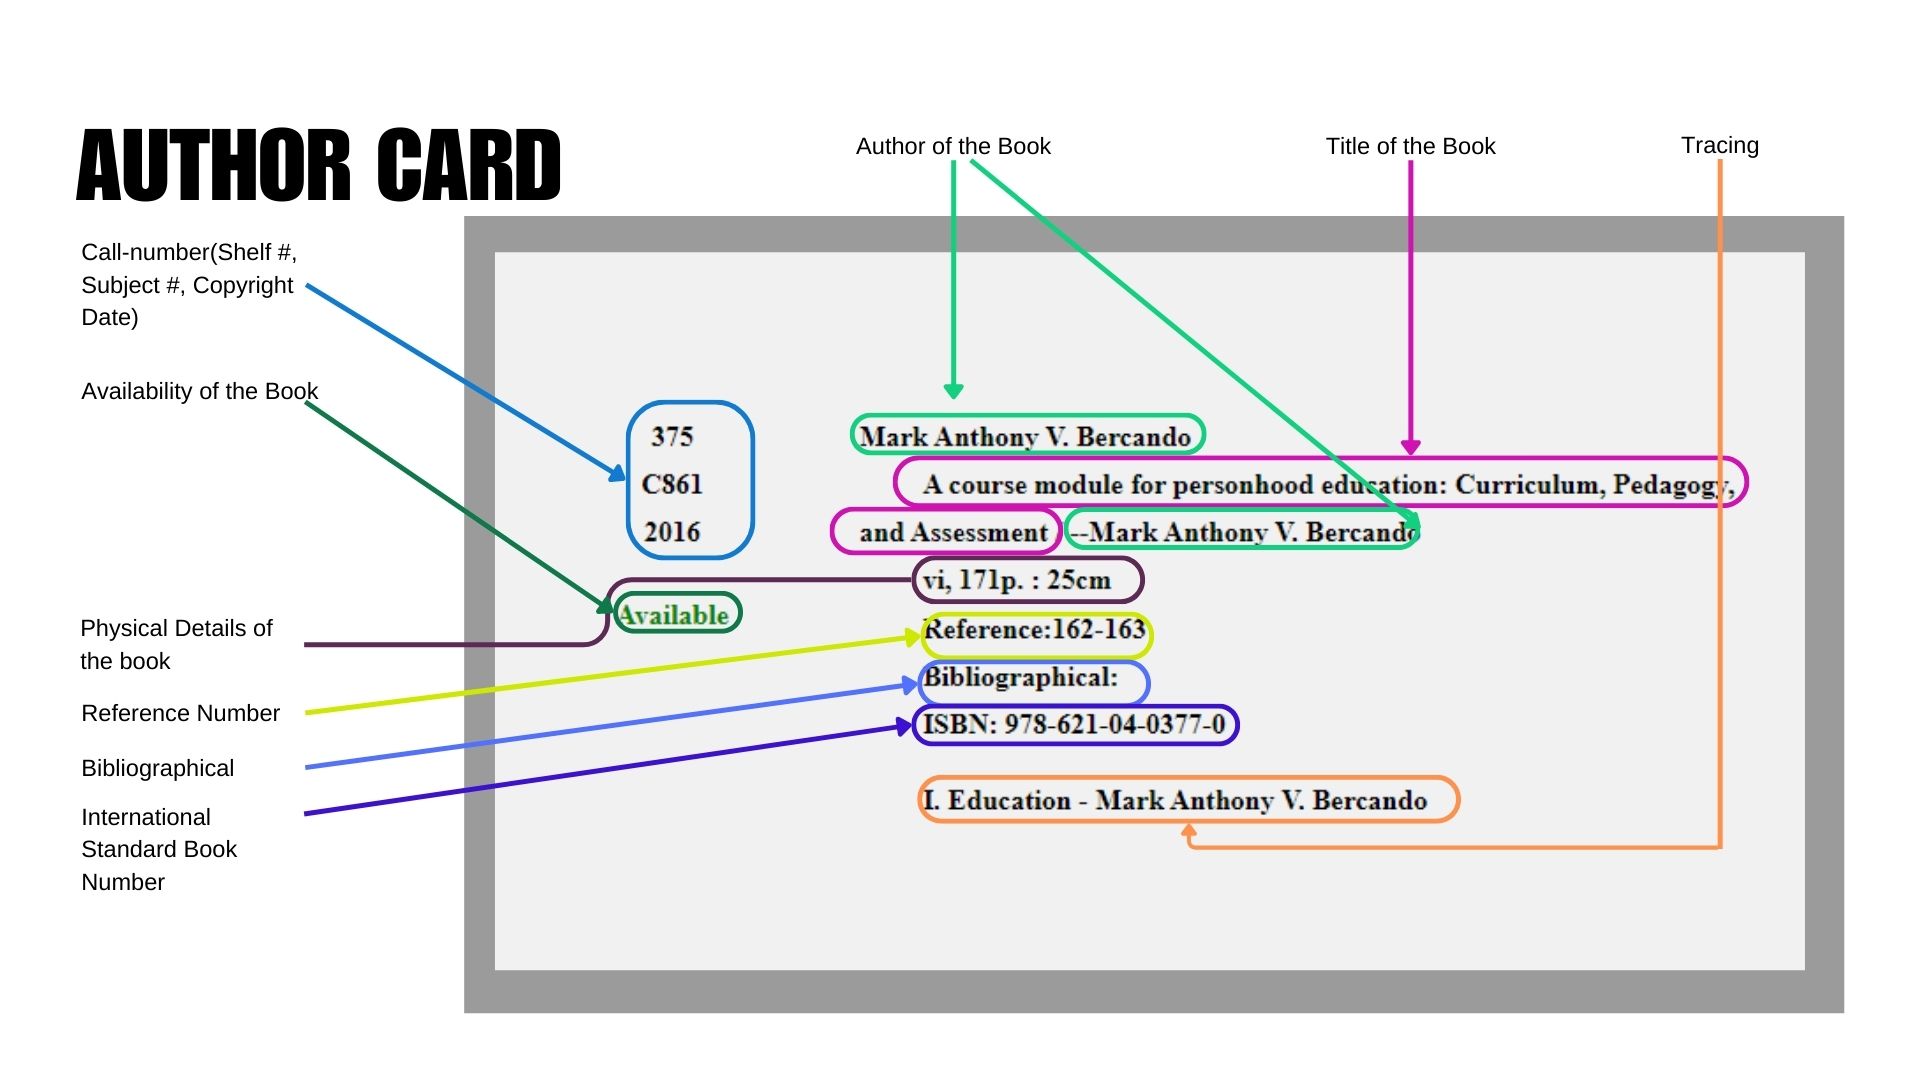 AUTHOR CARD
Author of the Book
Title of the Book
Tracing
Call-number(Shelf #,
Subject #, Copyright
Date)
Availability of the Book
Physical Details of
the book
Reference Number
Bibliographical
International
Standard Book
Number
375
C861
2016
Available
Mark Anthony V. Bercando
A course module for personhood education: Curriculum, Pedagogy,
and Assessment --Mark Anthony V. Bercando
vi, 171p. : 25cm
Reference:162-163
Bibliographical:
ISBN: 978-621-04-0377-0
I. Education - Mark Anthony V. Bercando